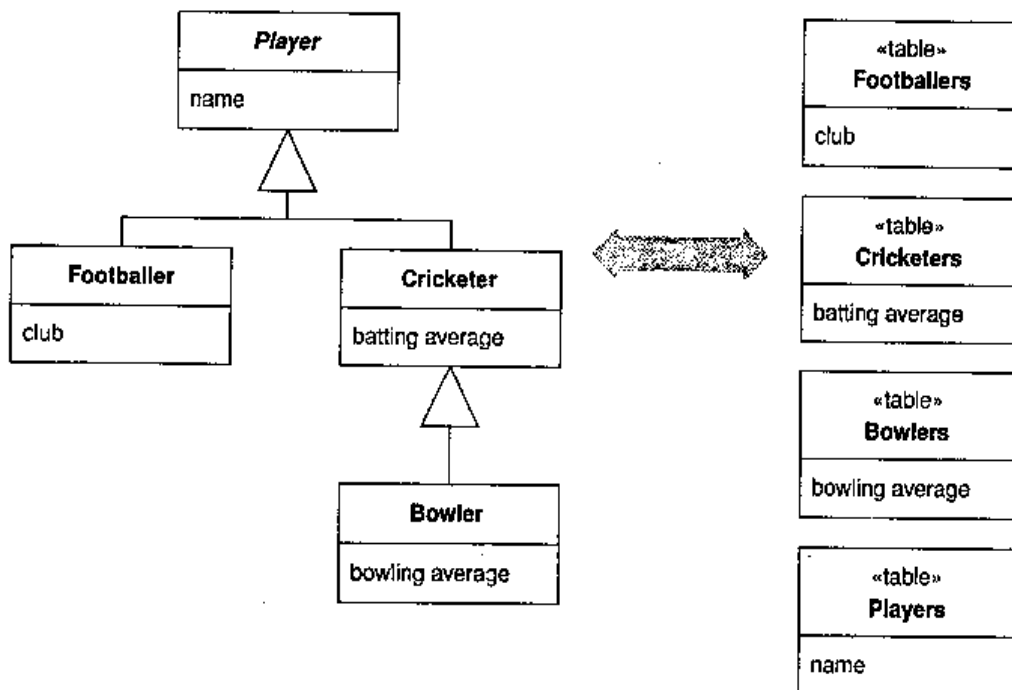 Player
name
Footballer
club
Cricketer
batting average
Bowler
bowling average
«table»
Footballers
club
«table»
Cricketers
batting average
«table»
Bowlers
bowling average
«table»
Players
name